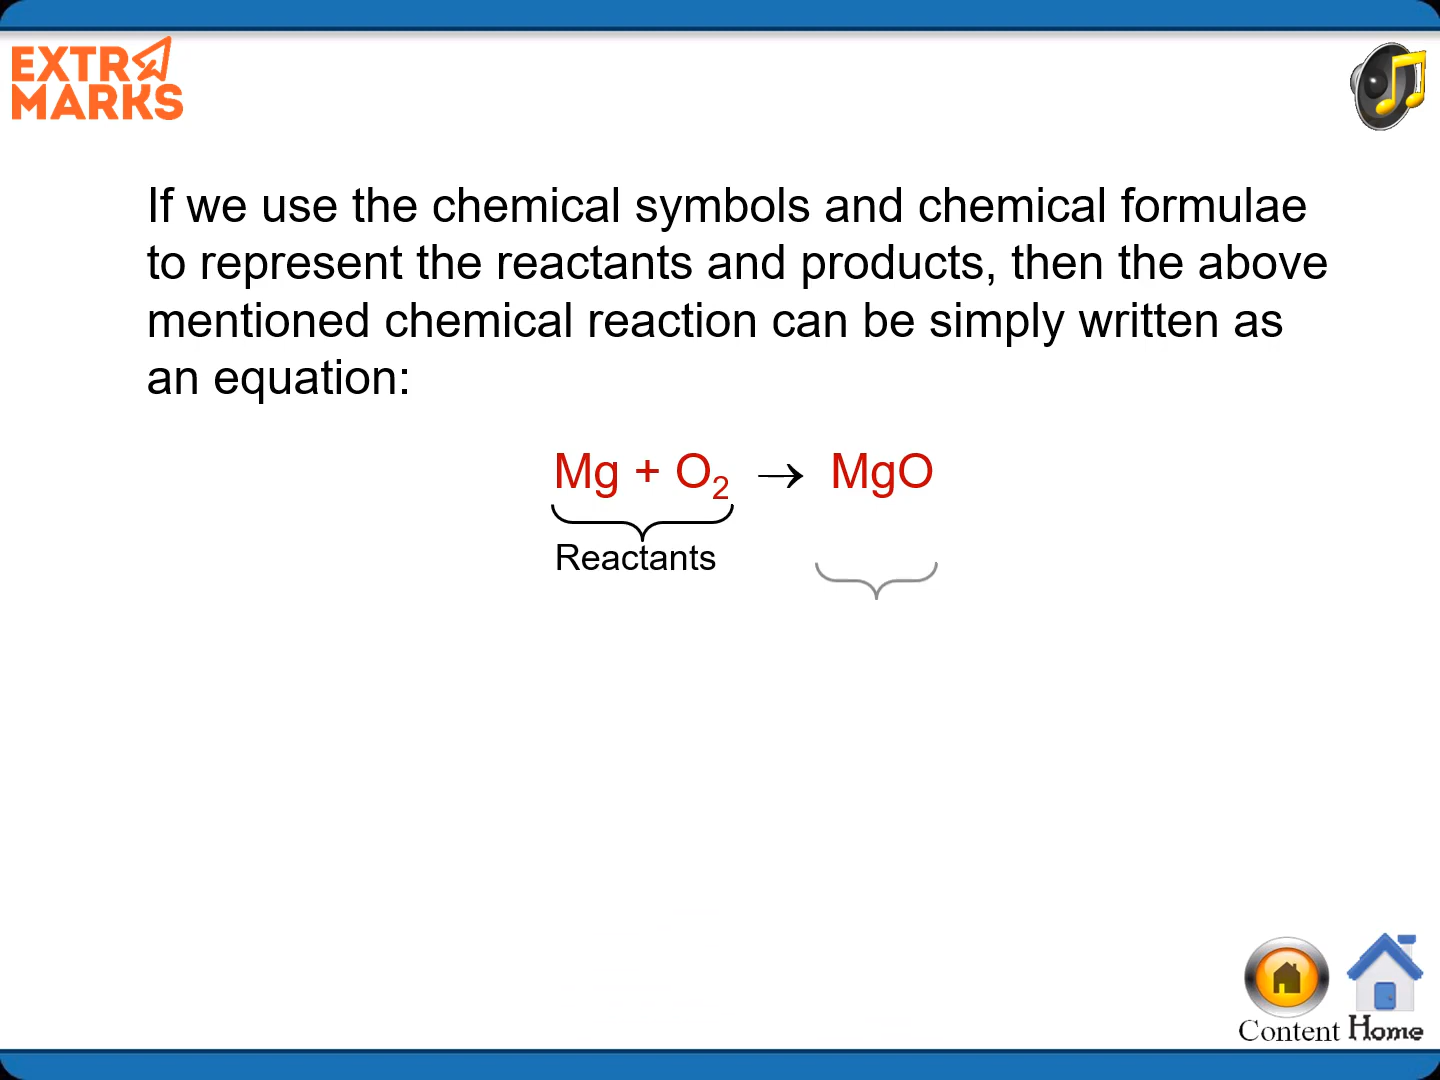 EXTRA
MARKS
If we use the chemical symbols and chemical formulae
to represent the reactants and products, then the above
mentioned chemical reaction can be simply written as
an equation:
Mg + O₂ → MgO
Reactants
Content Home